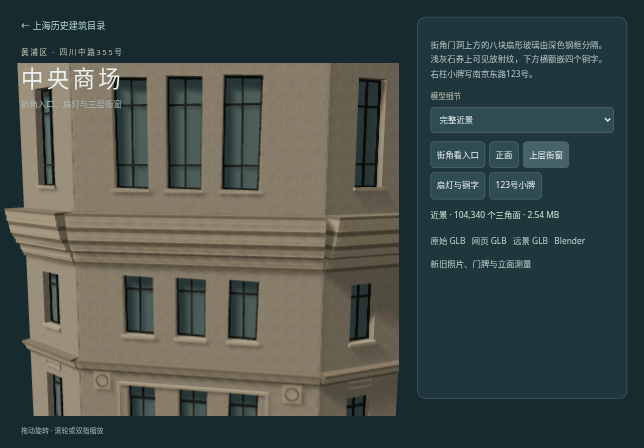 ← 上海历史建筑目录
黄浦区 · 四川中路355号
中央商场
街角入口、扇灯与三层街窗
街角门洞上方的八块扇形玻璃由深色钢框分隔。
浅灰石券上可见放射纹，下方横额嵌四个铜字。
右柱小牌写南京东路123号。
模型细节
完整近景
街角看入口 正面 上层街窗
扇灯与铜字 123号小牌
近景 · 104,340 个三角面 · 2.54 MB
原始 GLB 网页 GLB 远景 GLB Blender
新旧照片、门牌与立面测量
拖动旋转 · 滚轮或双指缩放